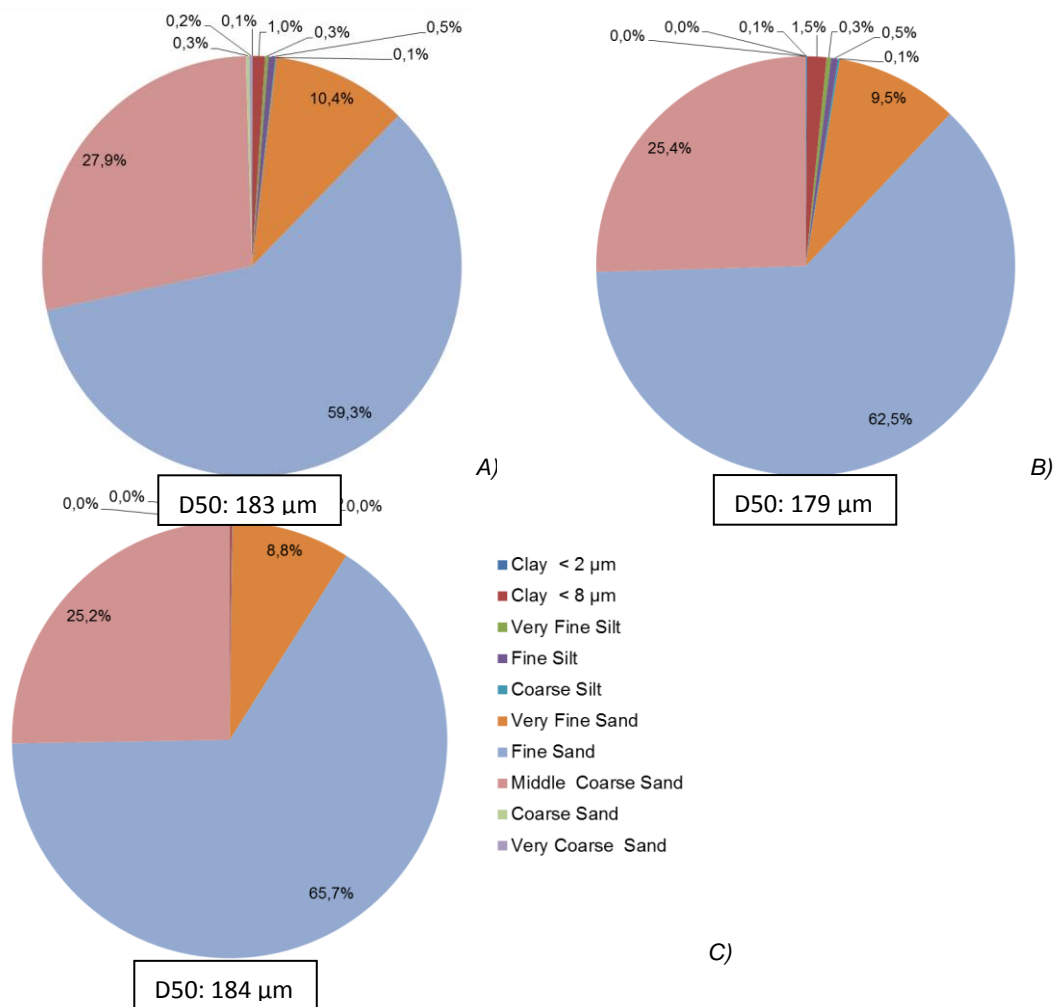 0,2%
0,1%
1,0%
0,3%
0,5%
0,3%
0,1%
10,4%
27,9%
59,3%
A)
D50: 183 µm
0,0%
0,0%
0,1%
1,5%
0,3%
0,5%
0,1%
9,5%
25,4%
62,5%
B)
D50: 179 µm
0,0%
0,0%
0,0%
8,8%
25,2%
65,7%
C)
D50: 184 µm
Clay < 2 µm
Clay < 8 µm
Very Fine Silt
Fine Silt
Coarse Silt
Very Fine Sand
Fine Sand
Middle Coarse Sand
Coarse Sand
Very Coarse Sand